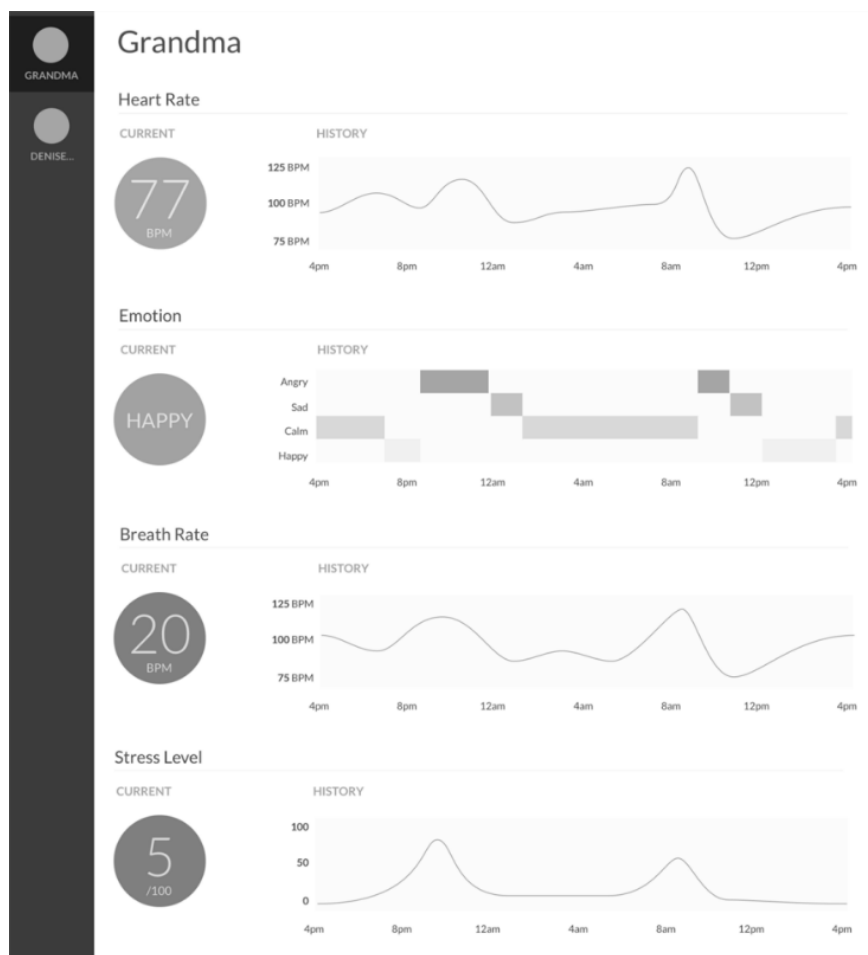 GRANDMA
DENISE...
Grandma
Heart Rate
CURRENT
HISTORY
77
BPM
125 BPM
100 BPM
75 BPM
4pm 8pm 12am 4am 8am 12pm 4pm
Emotion
CURRENT
HISTORY
HAPPY
Angry
Sad
Calm
Happy
4pm 8pm 12am 4am 8am 12pm 4pm
Breath Rate
CURRENT
HISTORY
20
BPM
125 BPM
100 BPM
75 BPM
4pm 8pm 12am 4am 8am 12pm 4pm
Stress Level
CURRENT
HISTORY
5
/100
100
50
0
4pm 8pm 12am 4am 8am 12pm 4pm